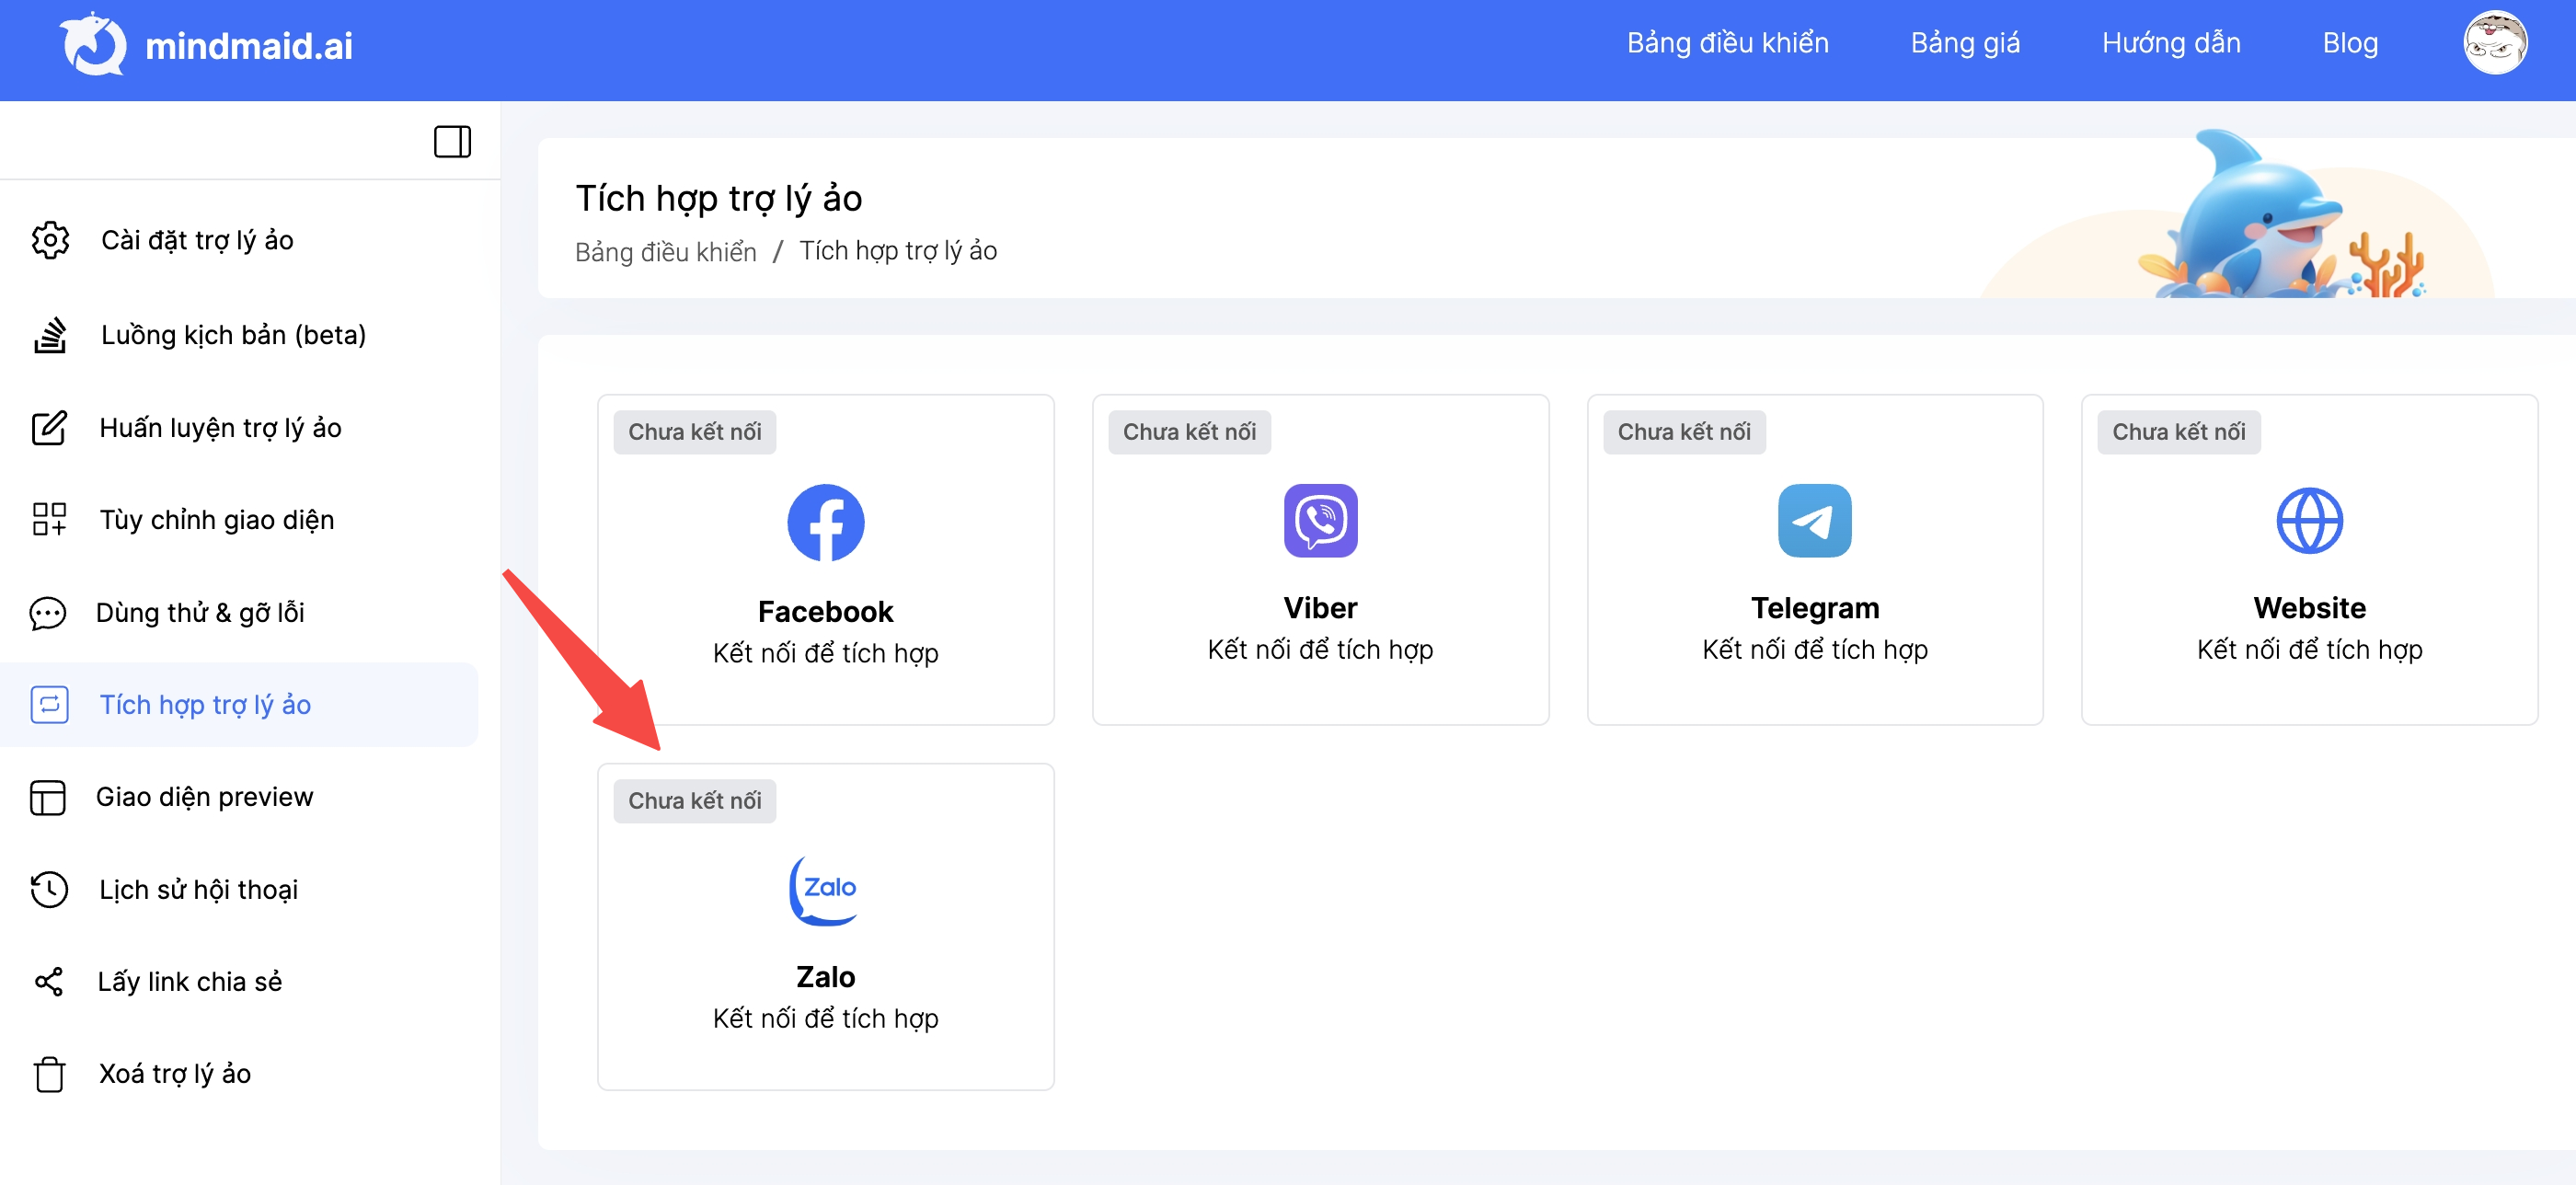 mindmaid.ai
Bảng điều khiển
Bảng giá
Hướng dẫn
Blog
Cài đặt trợ lý ảo
Luồng kịch bản (beta)
Huấn luyện trợ lý ảo
Tùy chỉnh giao diện
Dùng thử & gỡ lỗi
Tích hợp trợ lý ảo
Giao diện preview
Lịch sử hội thoại
Lấy link chia sẻ
Xoá trợ lý ảo
Tích hợp trợ lý ảo
Bảng điều khiển / Tích hợp trợ lý ảo
Chưa kết nối
Facebook
Kết nối để tích hợp
Chưa kết nối
Viber
Kết nối để tích hợp
Chưa kết nối
Telegram
Kết nối để tích hợp
Chưa kết nối
Website
Kết nối để tích hợp
Chưa kết nối
Zalo
Zalo
Kết nối để tích hợp